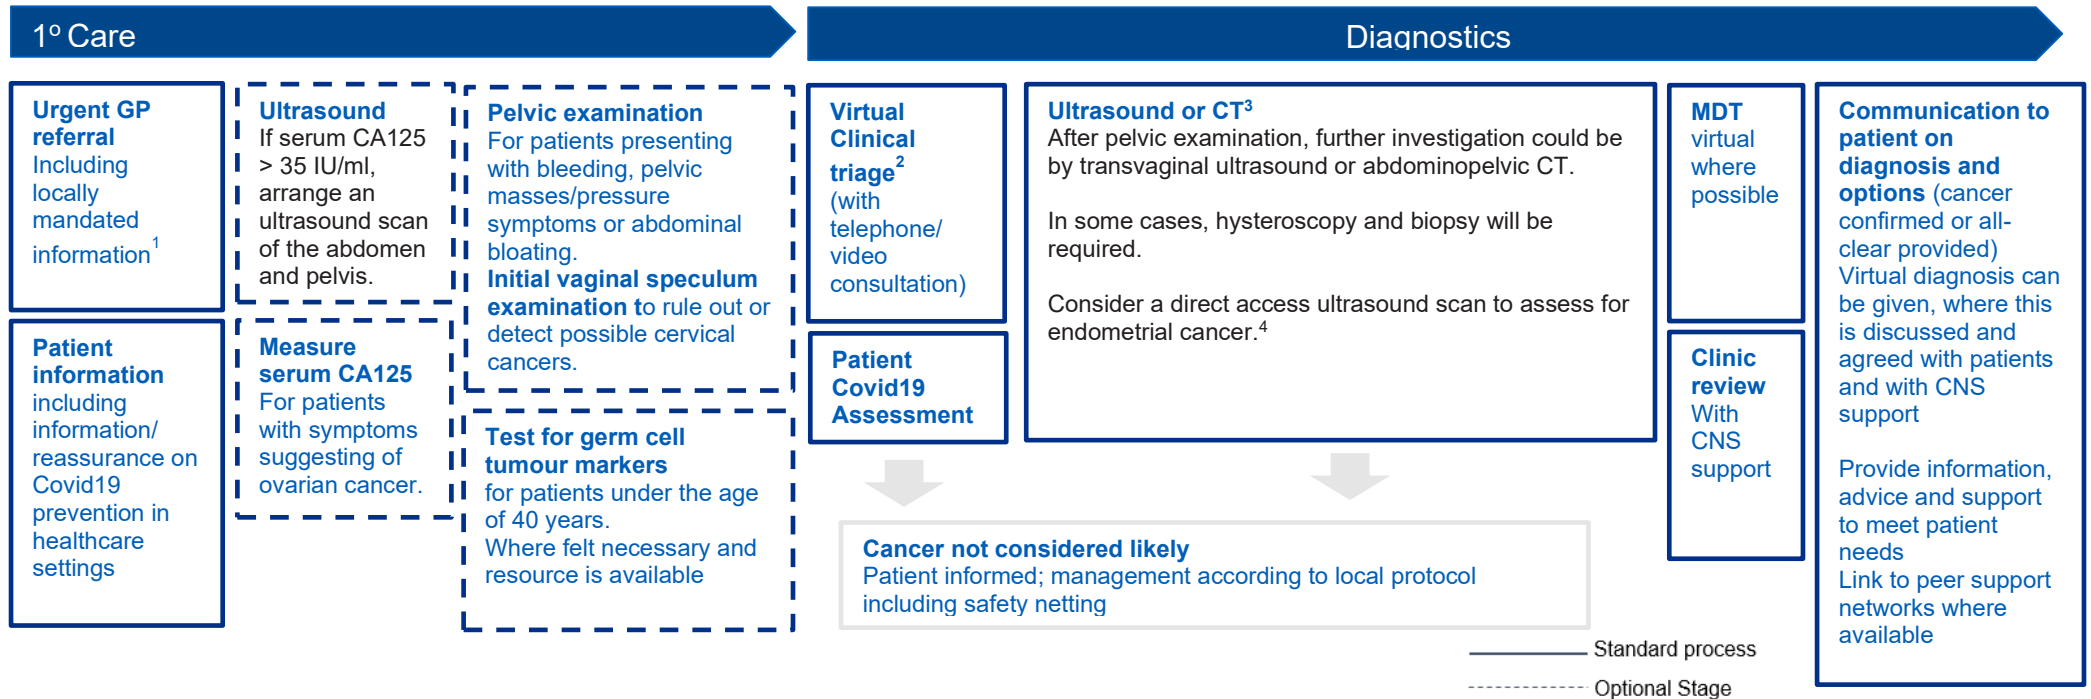 1º Care
Diagnostics
Urgent GP
referral
Including
locally
mandated
information1
Patient
information
including
information/
reassurance on
Covid19
prevention in
healthcare
settings
Ultrasound
If serum CA125
> 35 IU/ml,
arrange an
ultrasound scan
of the abdomen
and pelvis.
Measure
serum CA125
For patients
with symptoms
suggesting of
ovarian cancer.
Pelvic examination
For patients presenting
with bleeding, pelvic
masses/pressure
symptoms or abdominal
bloating.
Initial vaginal speculum
examination to rule out or
detect possible cervical
cancers.
Test for germ cell
tumour markers
for patients under the age
of 40 years.
Where felt necessary and
resource is available
Virtual
Clinical
triage2
(with
telephone/
video
consultation)
Patient
Covid19
Assessment
Ultrasound or CT3
After pelvic examination, further investigation could be
by transvaginal ultrasound or abdominopelvic CT.
In some cases, hysteroscopy and biopsy will be
required.
Consider a direct access ultrasound scan to assess for
endometrial cancer.4
Cancer not considered likely
Patient informed; management according to local protocol
including safety netting
MDT
virtual
where
possible
Clinic
review
With
CNS
support
Communication to
patient on
diagnosis and
options (cancer
confirmed or all-
clear provided)
Virtual diagnosis can
be given, where this
is discussed and
agreed with patients
and with CNS
support
Provide information,
advice and support
to meet patient
needs
Link to peer support
networks where
available
Standard process
Optional Stage